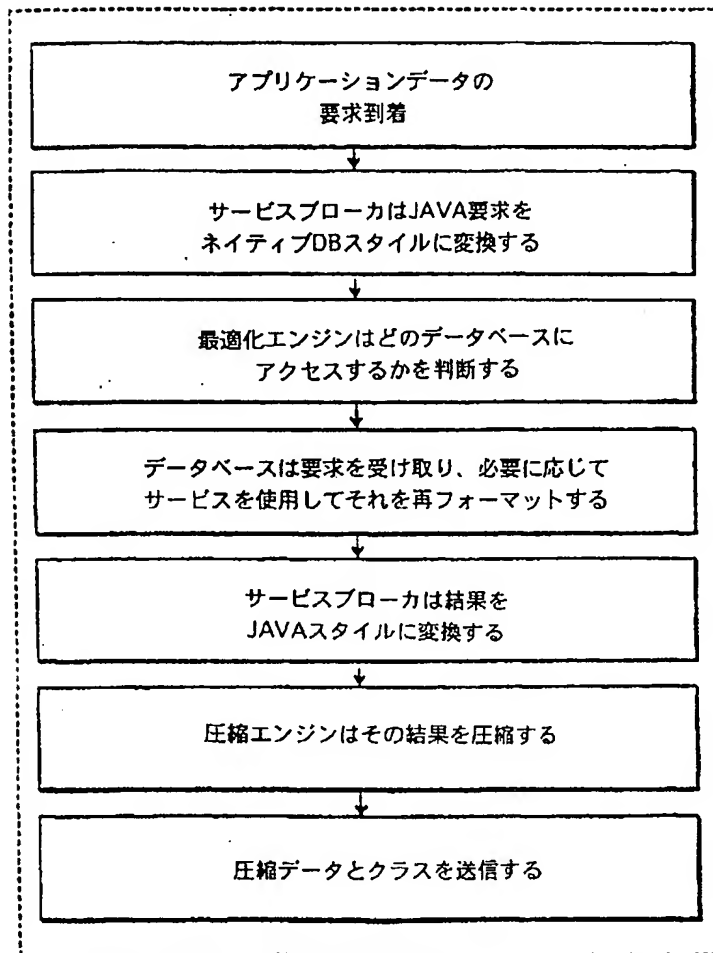 アプリケーションデータの
要求到着
サービスブローカはJAVA要求を
ネイティブDBスタイルに変換する
最適化エンジンはどのデータベースに
アクセスするかを判断する
データベースは要求を受け取り、必要に応じて
サービスを使用してそれを再フォーマットする
サービスブローカは結果を
JAVAスタイルに変換する
圧縮エンジンはその結果を圧縮する
圧縮データとクラスを送信する